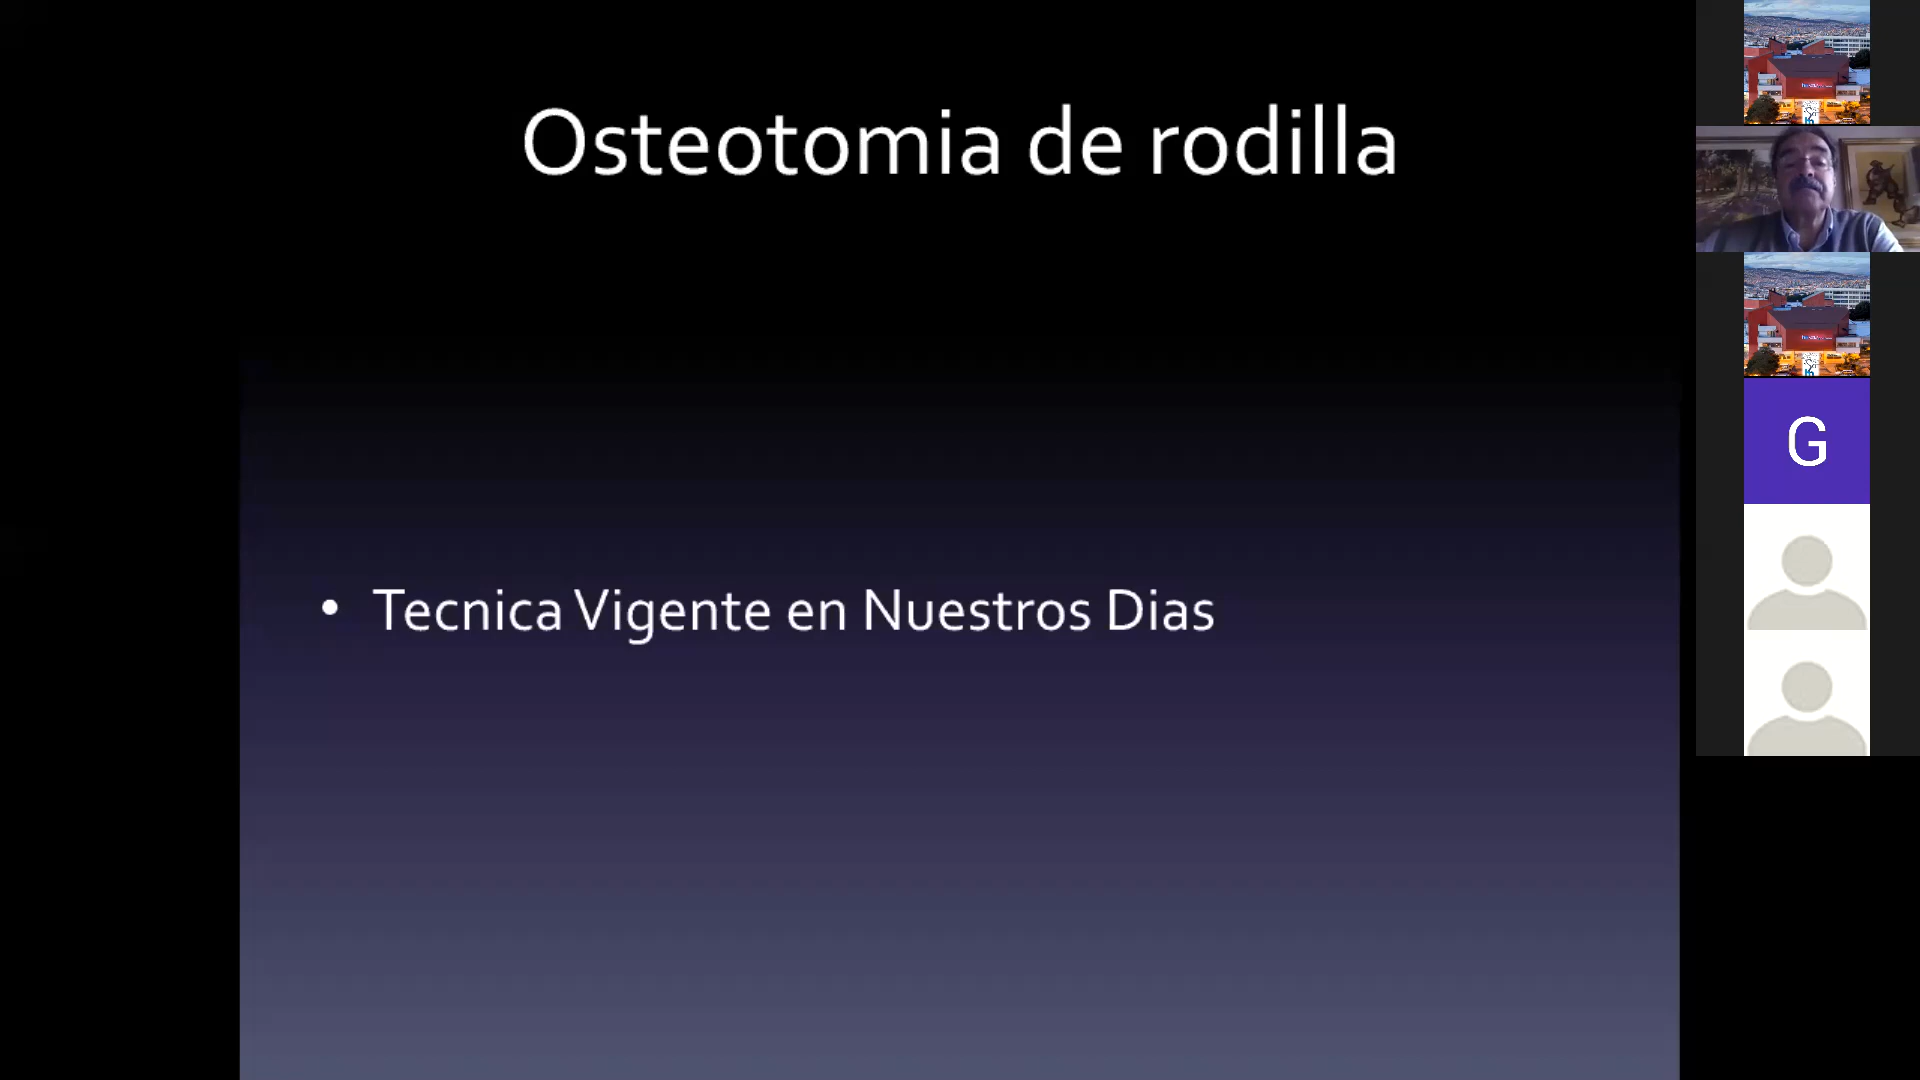 Osteotomia de rodilla
• Tecnica Vigente en Nuestros Dias
G